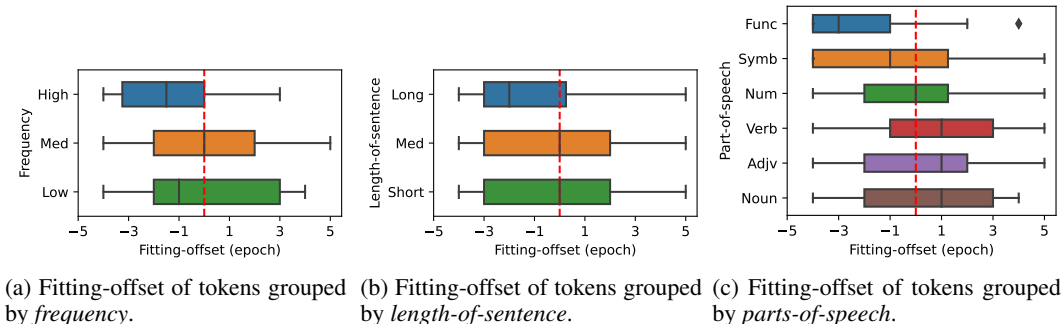 Frequency
High
Med
Low
−5 −3 −1 1 3 5
Fitting-offset (epoch)
(a) Fitting-offset of tokens grouped
by frequency.
Length-of-sentence
Long
Med
Short
−5 −3 −1 1 3 5
Fitting-offset (epoch)
(b) Fitting-offset of tokens grouped
by length-of-sentence.
Part-of-speech
Func
Symb
Num
Verb
Adjv
Noun
−5 −3 −1 1 3 5
Fitting-offset (epoch)
(c) Fitting-offset of tokens grouped
by parts-of-speech.